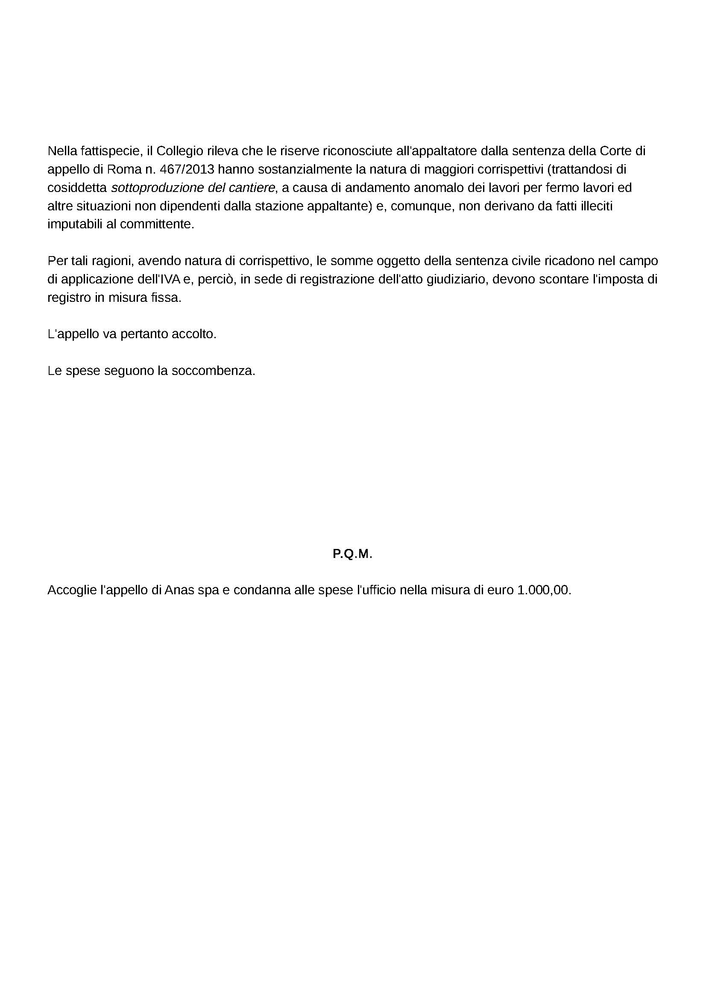 Nella fattispecie, il Collegio rileva che le riserve riconosciute all'appaltatore dalla sentenza della Corte di
appello di Roma n. 467/2013 hanno sostanzialmente la natura di maggiori corrispettivi (trattandosi di
cosiddetta sottoproduzione del cantiere, a causa di andamento anomalo dei lavori per fermo lavori ed
altre situazioni non dipendenti dalla stazione appaltante) e, comunque, non derivano da fatti illeciti
imputabili al committente.
Per tali ragioni, avendo natura di corrispettivo, le somme oggetto della sentenza civile ricadono nel campo
di applicazione dell'IVA e, perciò, in sede di registrazione dell'atto giudiziario, devono scontare l'imposta di
registro in misura fissa.
L'appello va pertanto accolto.
Le spese seguono la soccombenza.
P.Q.M.
Accoglie l'appello di Anas spa e condanna alle spese l'ufficio nella misura di euro 1.000,00.